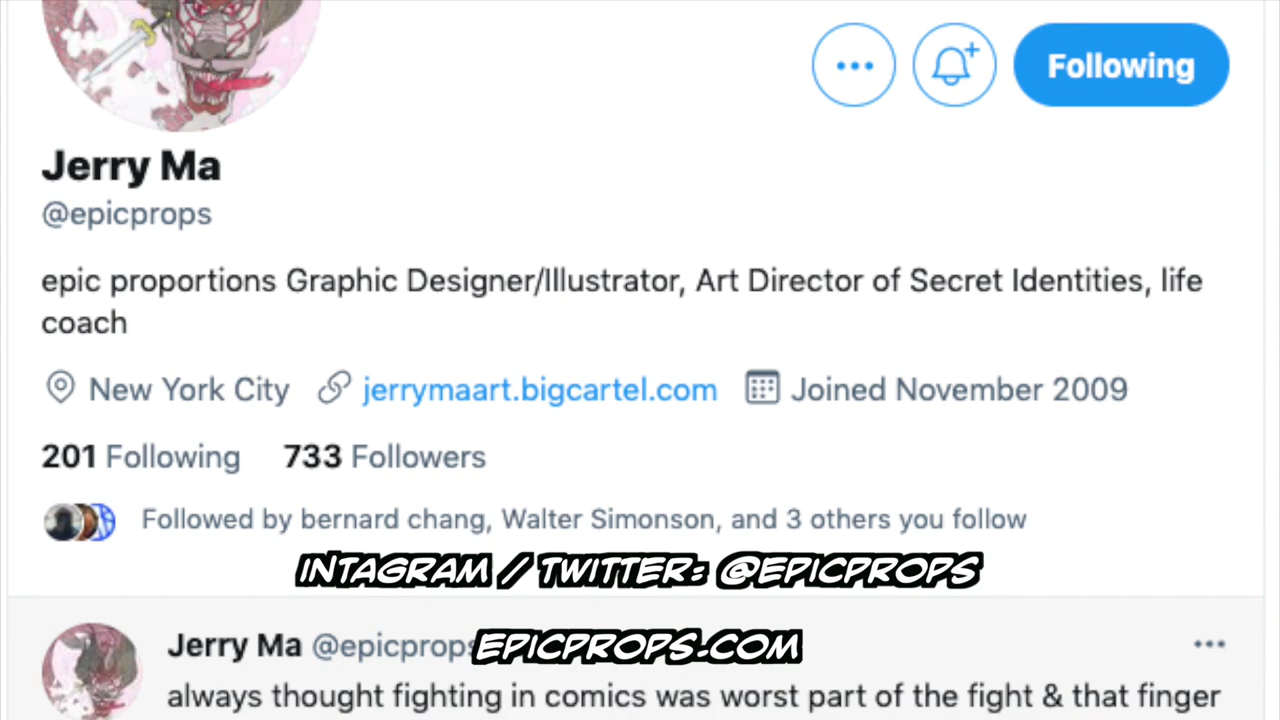 Following
Jerry Ma
@epicprops
epic proportions Graphic Designer/Illustrator, Art Director of Secret Identities, life
coach
New York City jerrymaart.bigcartel.com Joined November 2009
201 Following 733 Followers
Followed by bernard chang, Walter Simonson, and 3 others you follow
INTAGRAM / TWITTER: @EPICPROPS
Jerry Ma @epicprops
EPICPROPS.COM
always thought fighting in comics was worst part of the fight & that finger